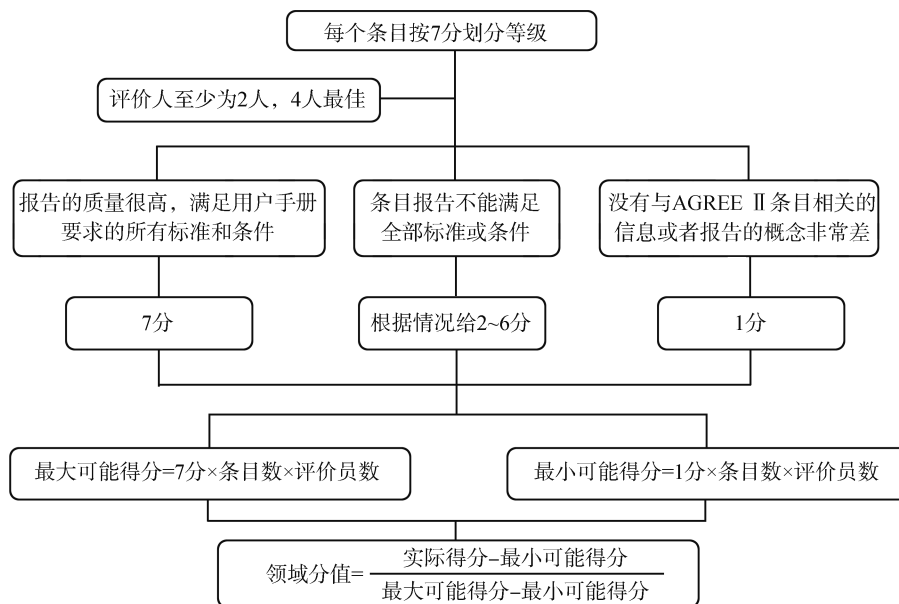 每个条目按7分划分等级
评价人至少为2人，4人最佳
报告的质量很高，满足用户手册
要求的所有标准和条件
条目报告不能满足
全部标准或条件
没有与AGREE Ⅱ条目相关的
信息或者报告的概念非常差
7分
根据情况给2~6分
1分
最大可能得分=7分×条目数×评价员数
最小可能得分=1分×条目数×评价员数
领域分值=
实际得分-最小可能得分
最大可能得分-最小可能得分